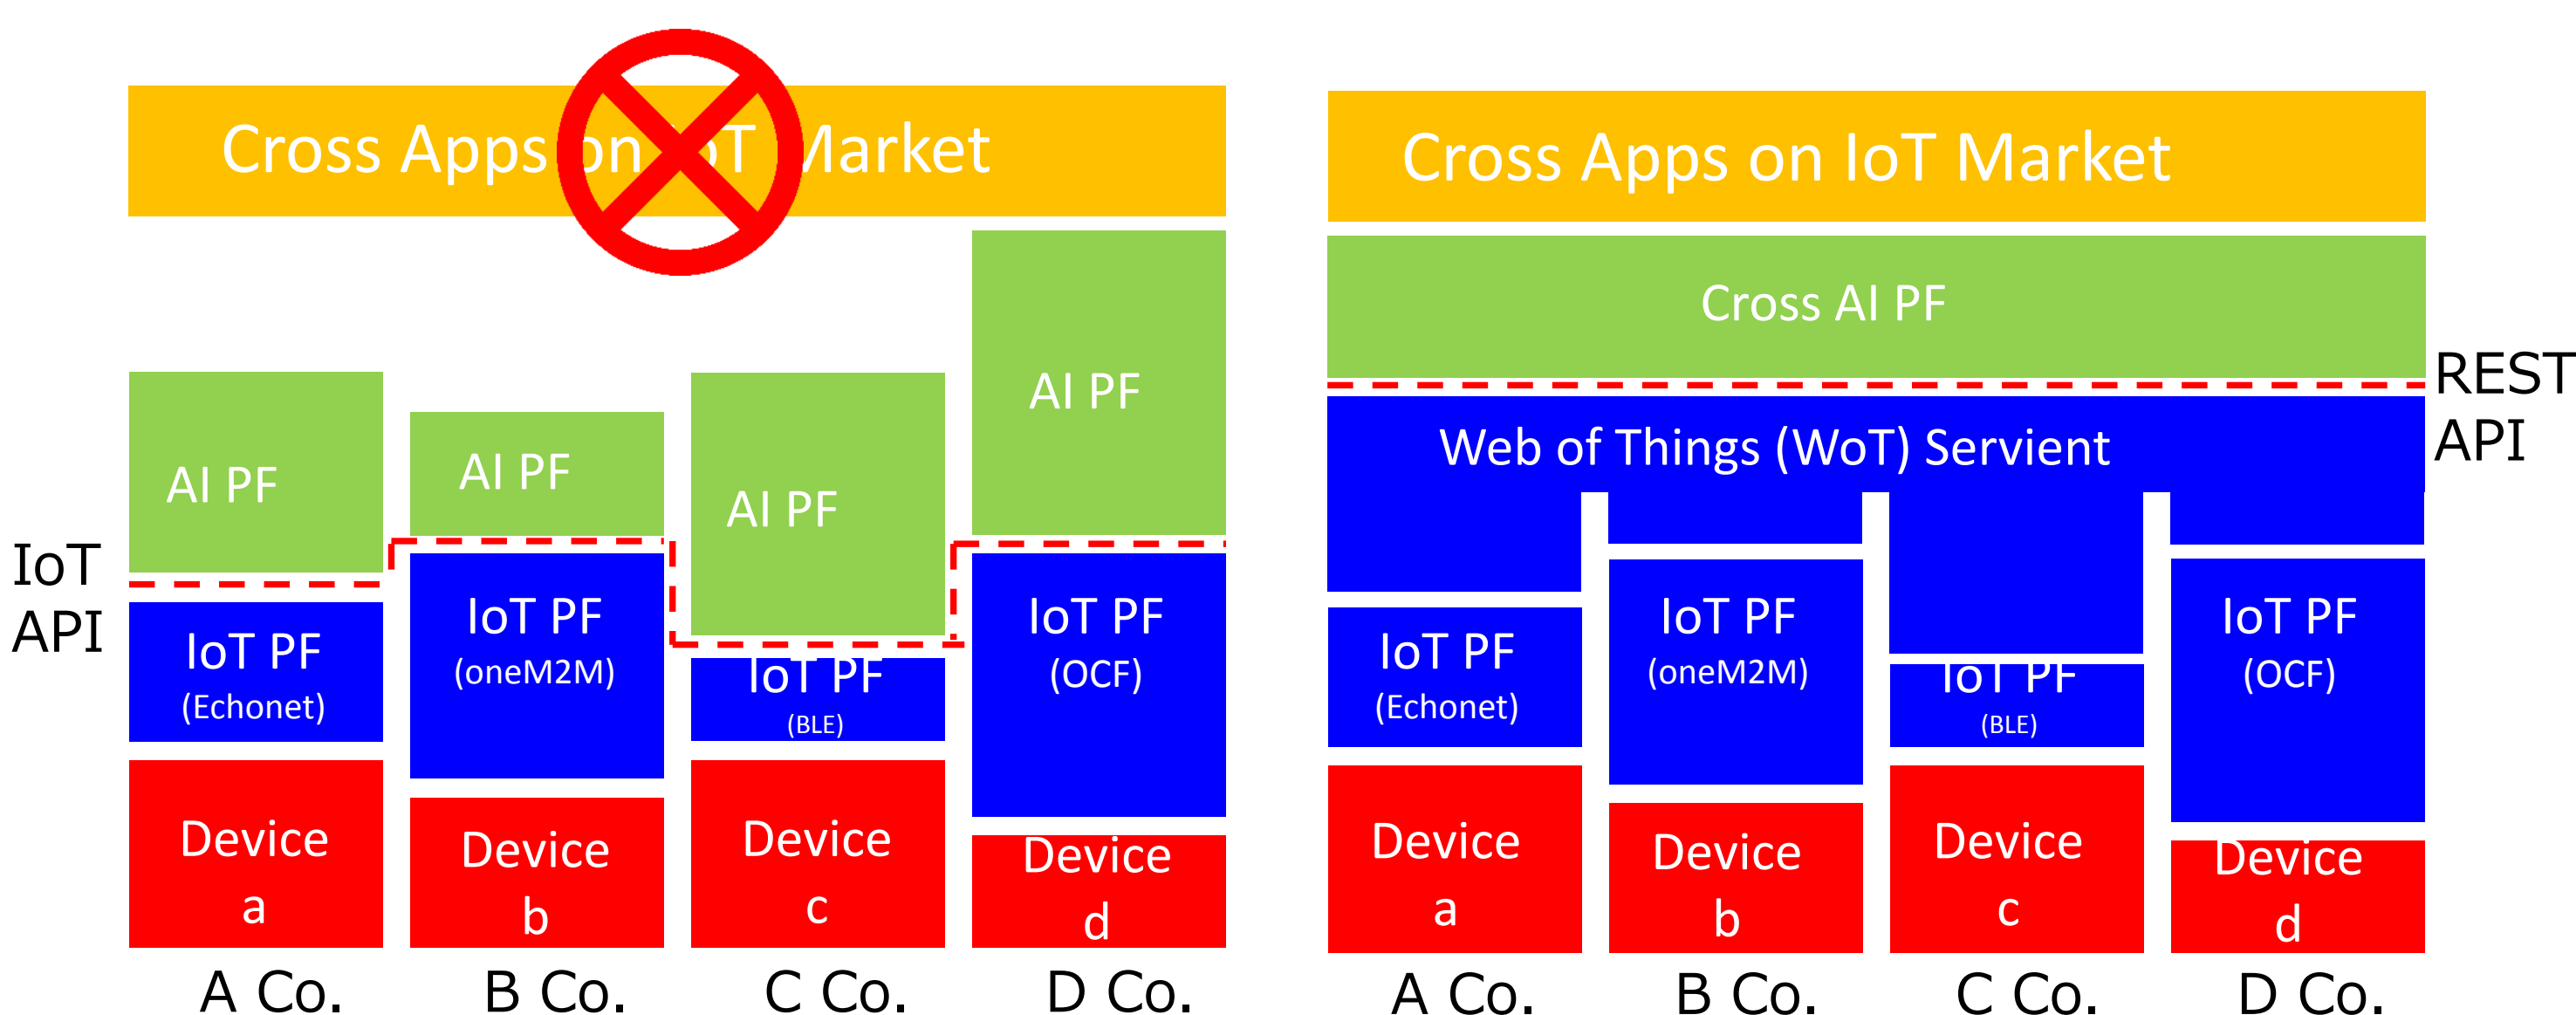 Cross Apps on IoT Market
AI PF
AI PF
AI PF
AI PF
IoT
API
IoT PF
(Echonet)
IoT PF
(oneM2M)
IoT PF
(BLE)
IoT PF
(OCF)
Device
a
Device
b
Device
c
Device
d
A Co.
B Co.
C Co.
D Co.
Cross Apps on IoT Market
Cross AI PF
REST
API
Web of Things (WoT) Servient
IoT PF
(Echonet)
IoT PF
(oneM2M)
IoT PF
(BLE)
IoT PF
(OCF)
Device
a
Device
b
Device
c
Device
d
A Co.
B Co.
C Co.
D Co.